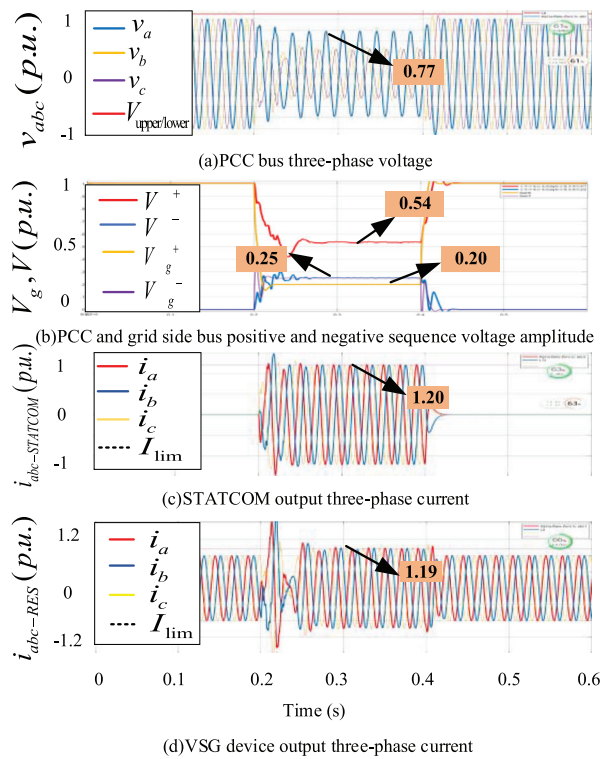 v_abc (p.u.)
1
0
-1
v_a
v_b
v_c
V_upper/lower
0.77
(a)PCC bus three-phase voltage
V_g, V (p.u.)
1
0.5
0
V^+
V^-
V_g^+
V_g^-
0.54
0.25
0.20
(b)PCC and grid side bus positive and negative sequence voltage amplitude
i_abc-STATCOM (p.u.)
1
0
-1
i_a
i_b
i_c
I_lim
1.20
(c)STATCOM output three-phase current
i_abc-RES (p.u.)
1.2
0
-1.2
i_a
i_b
i_c
I_lim
1.19
0 0.1 0.2 0.3 0.4 0.5 0.6
Time (s)
(d)VSG device output three-phase current